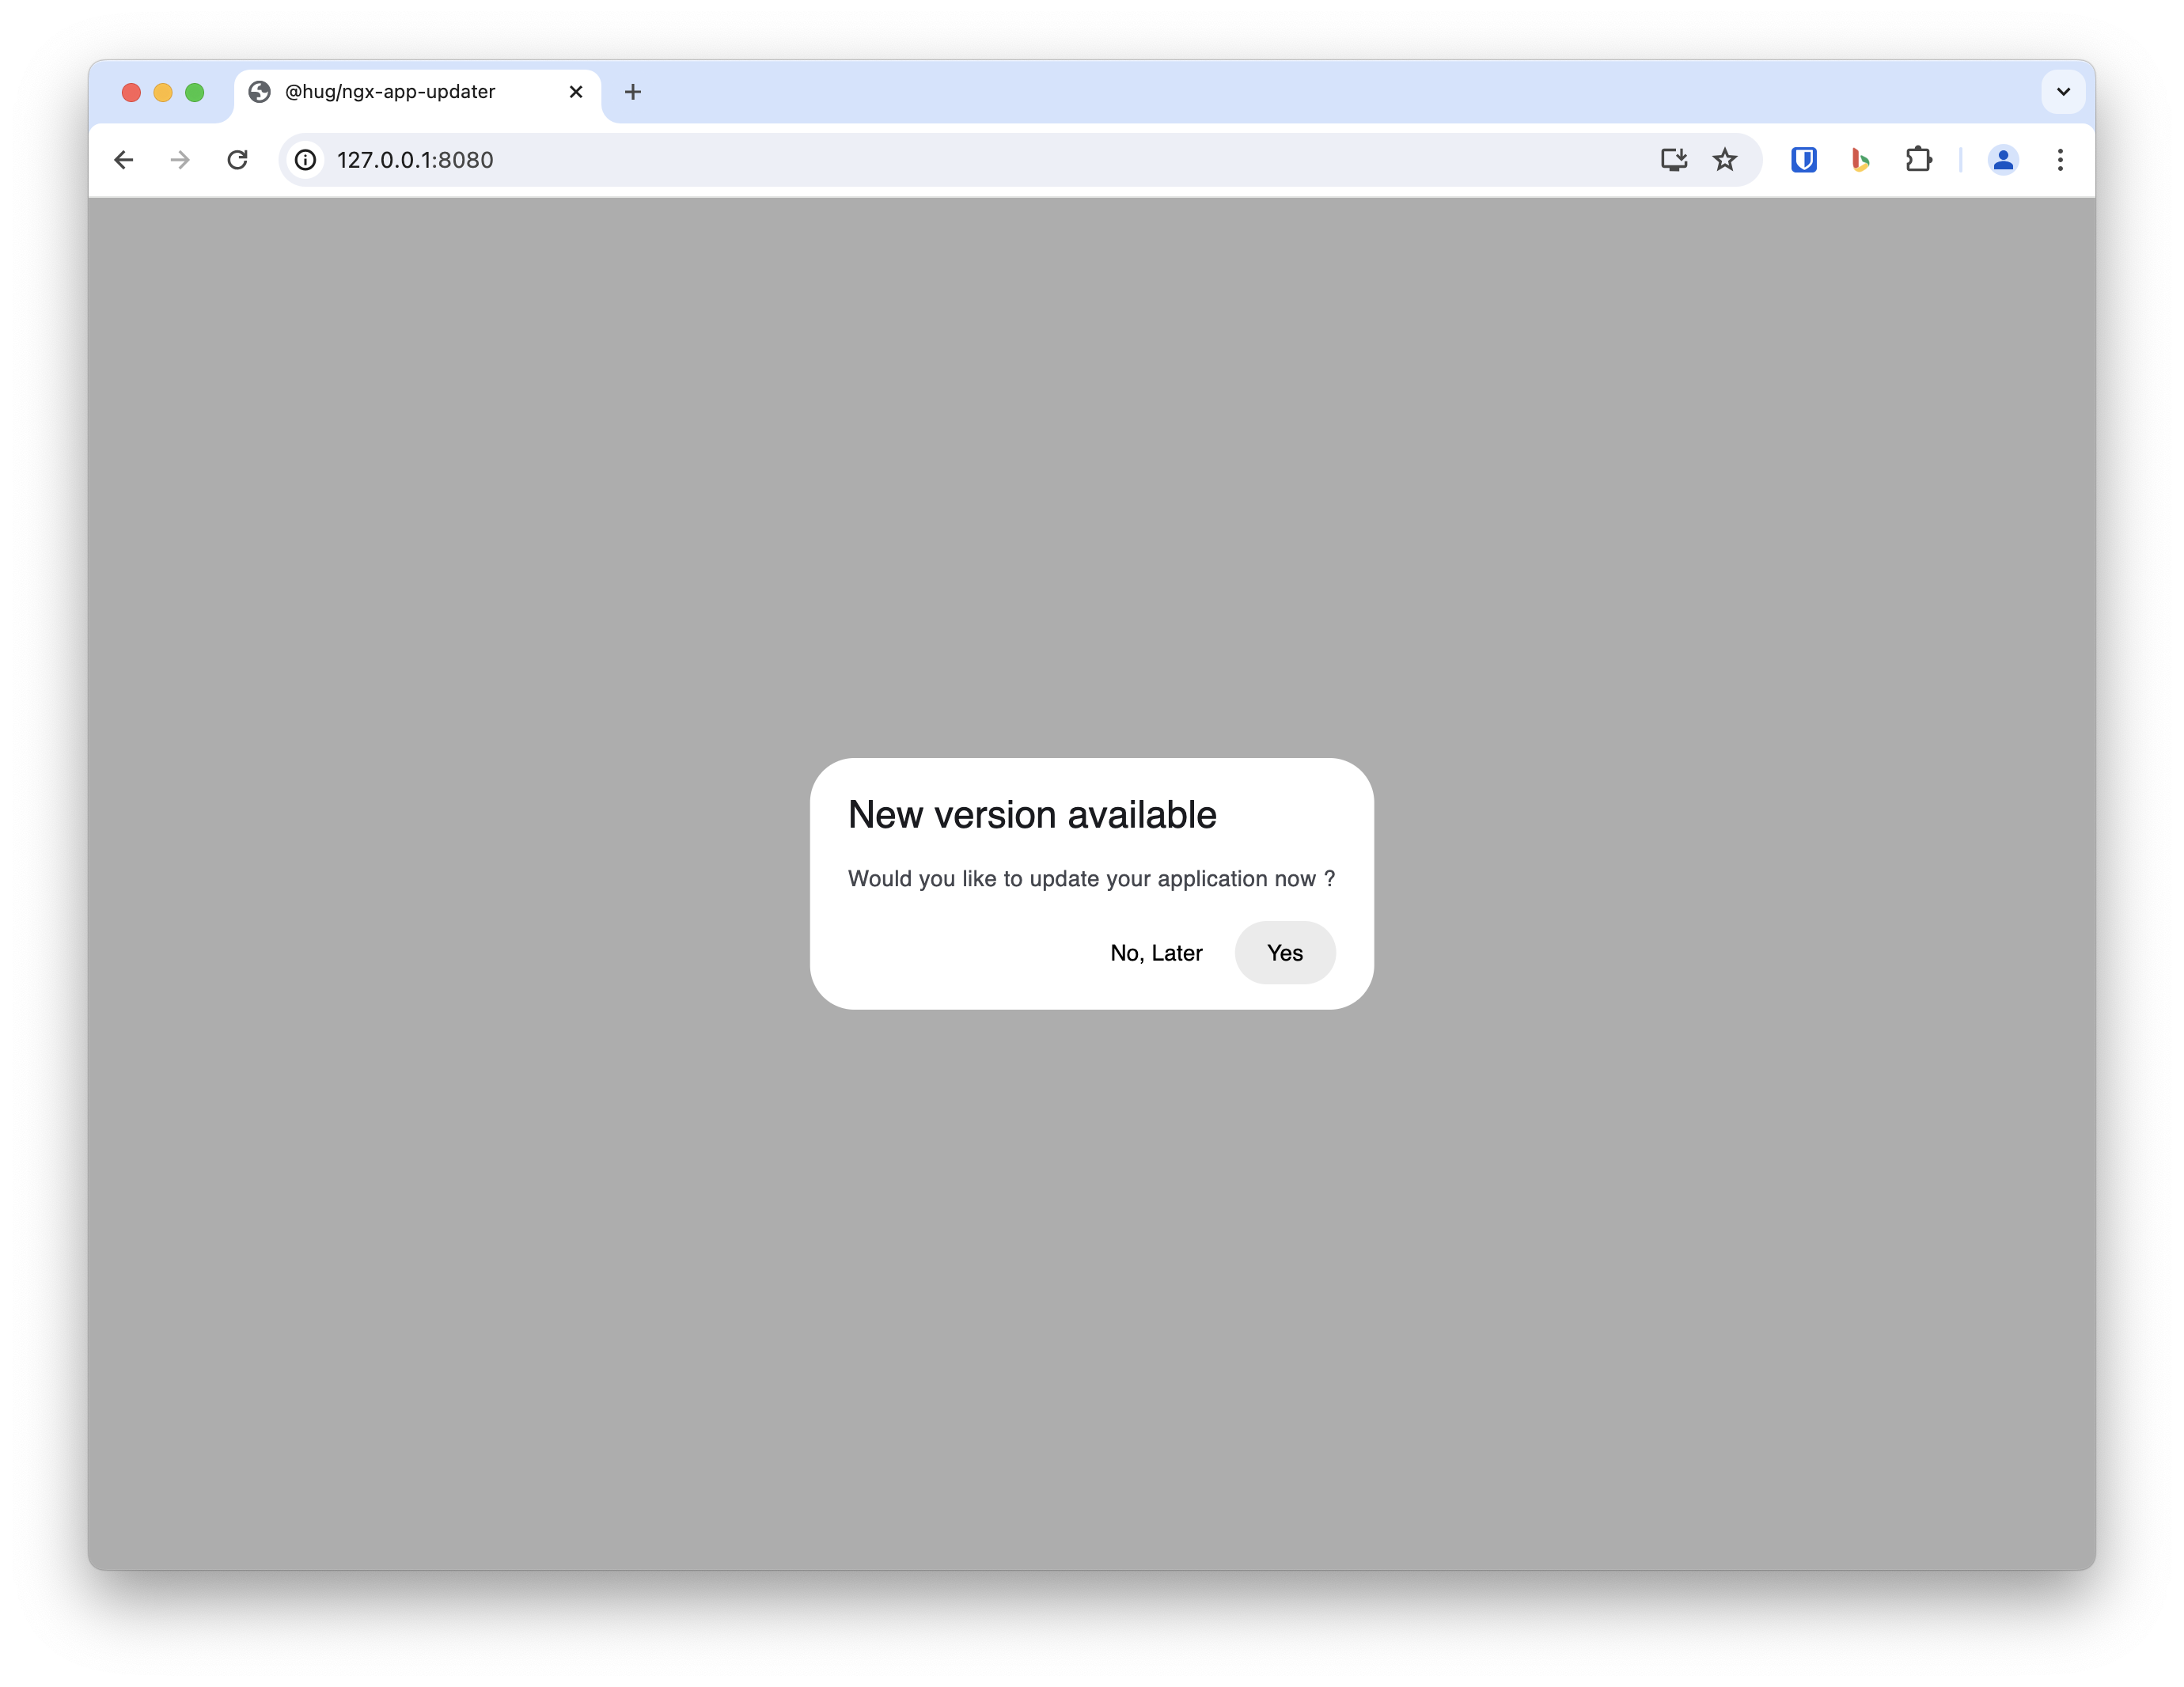 @hug/ngx-app-updater
127.0.0.1:8080
New version available
Would you like to update your application now ?
No, Later
Yes